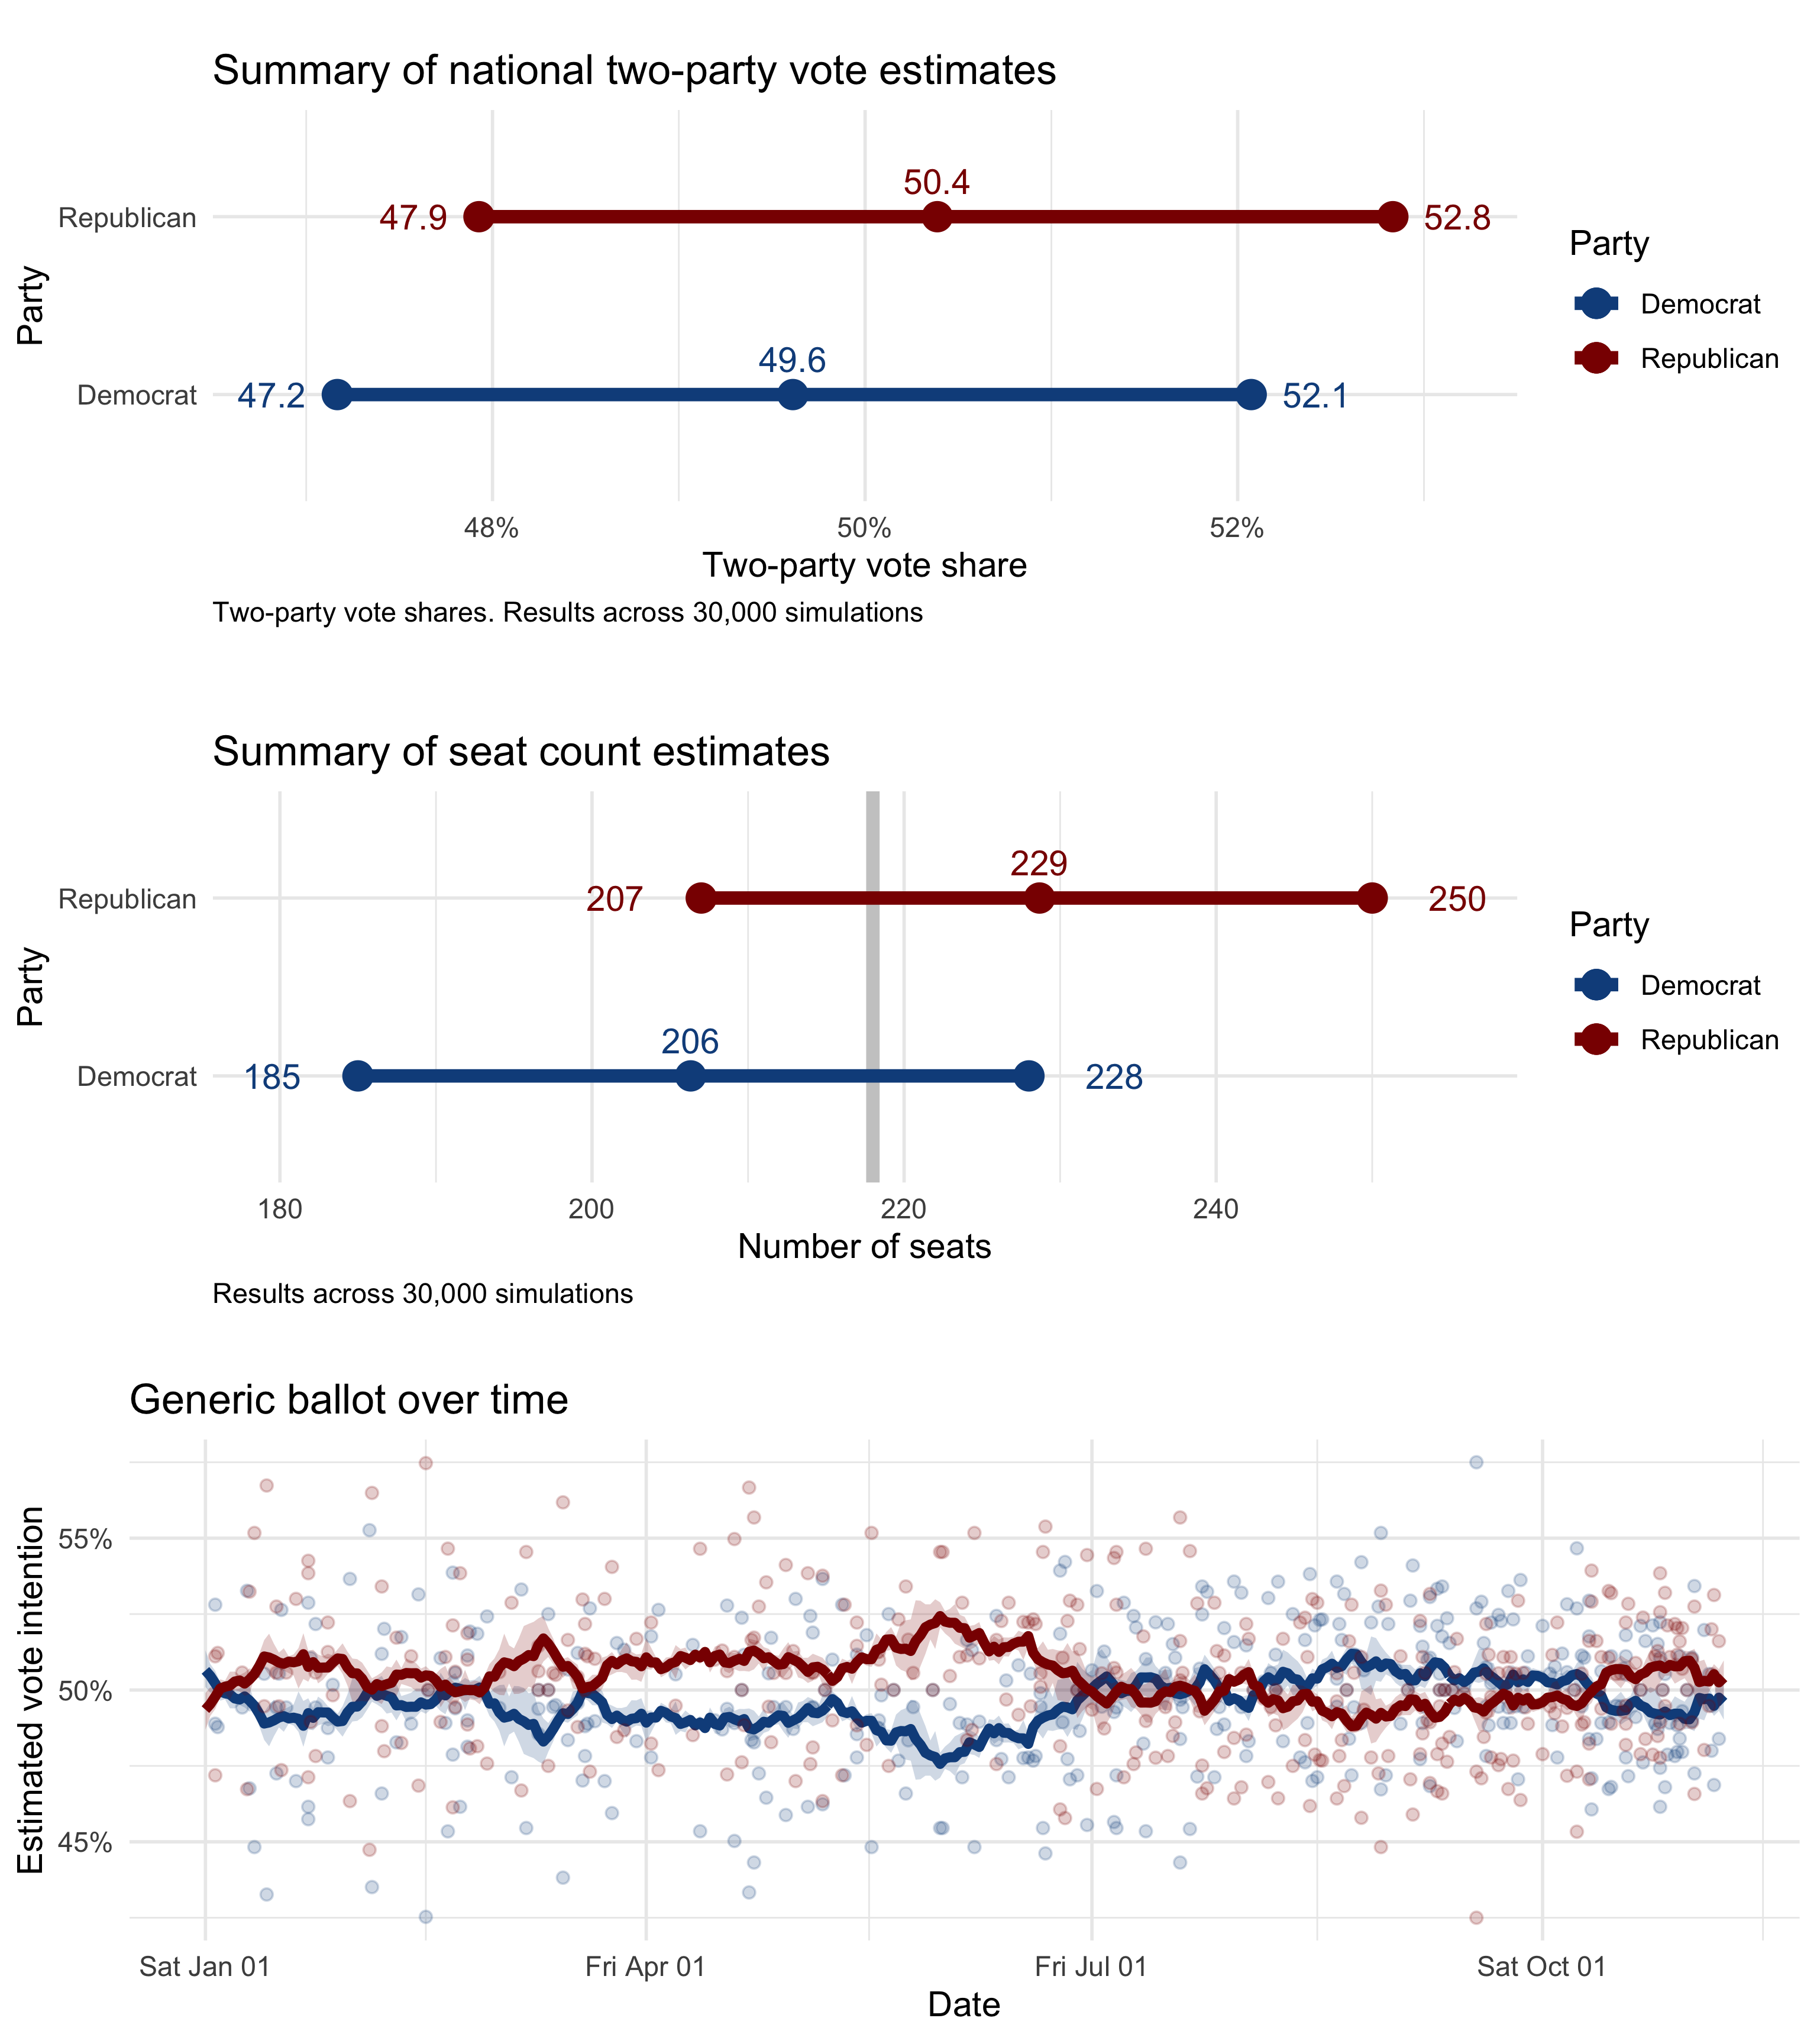 Summary of national two-party vote estimates
50.4
Republican
47.9
52.8
49.6
Democrat
47.2
52.1
Party
48%
50%
52%
Two-party vote share
Two-party vote shares. Results across 30,000 simulations
Party
Democrat
Republican
Summary of seat count estimates
229
Republican
207
250
206
Democrat
185
228
Party
180
200
220
240
Number of seats
Results across 30,000 simulations
Party
Democrat
Republican
Generic ballot over time
Estimated vote intention
55%
50%
45%
Sat Jan 01
Fri Apr 01
Fri Jul 01
Sat Oct 01
Date